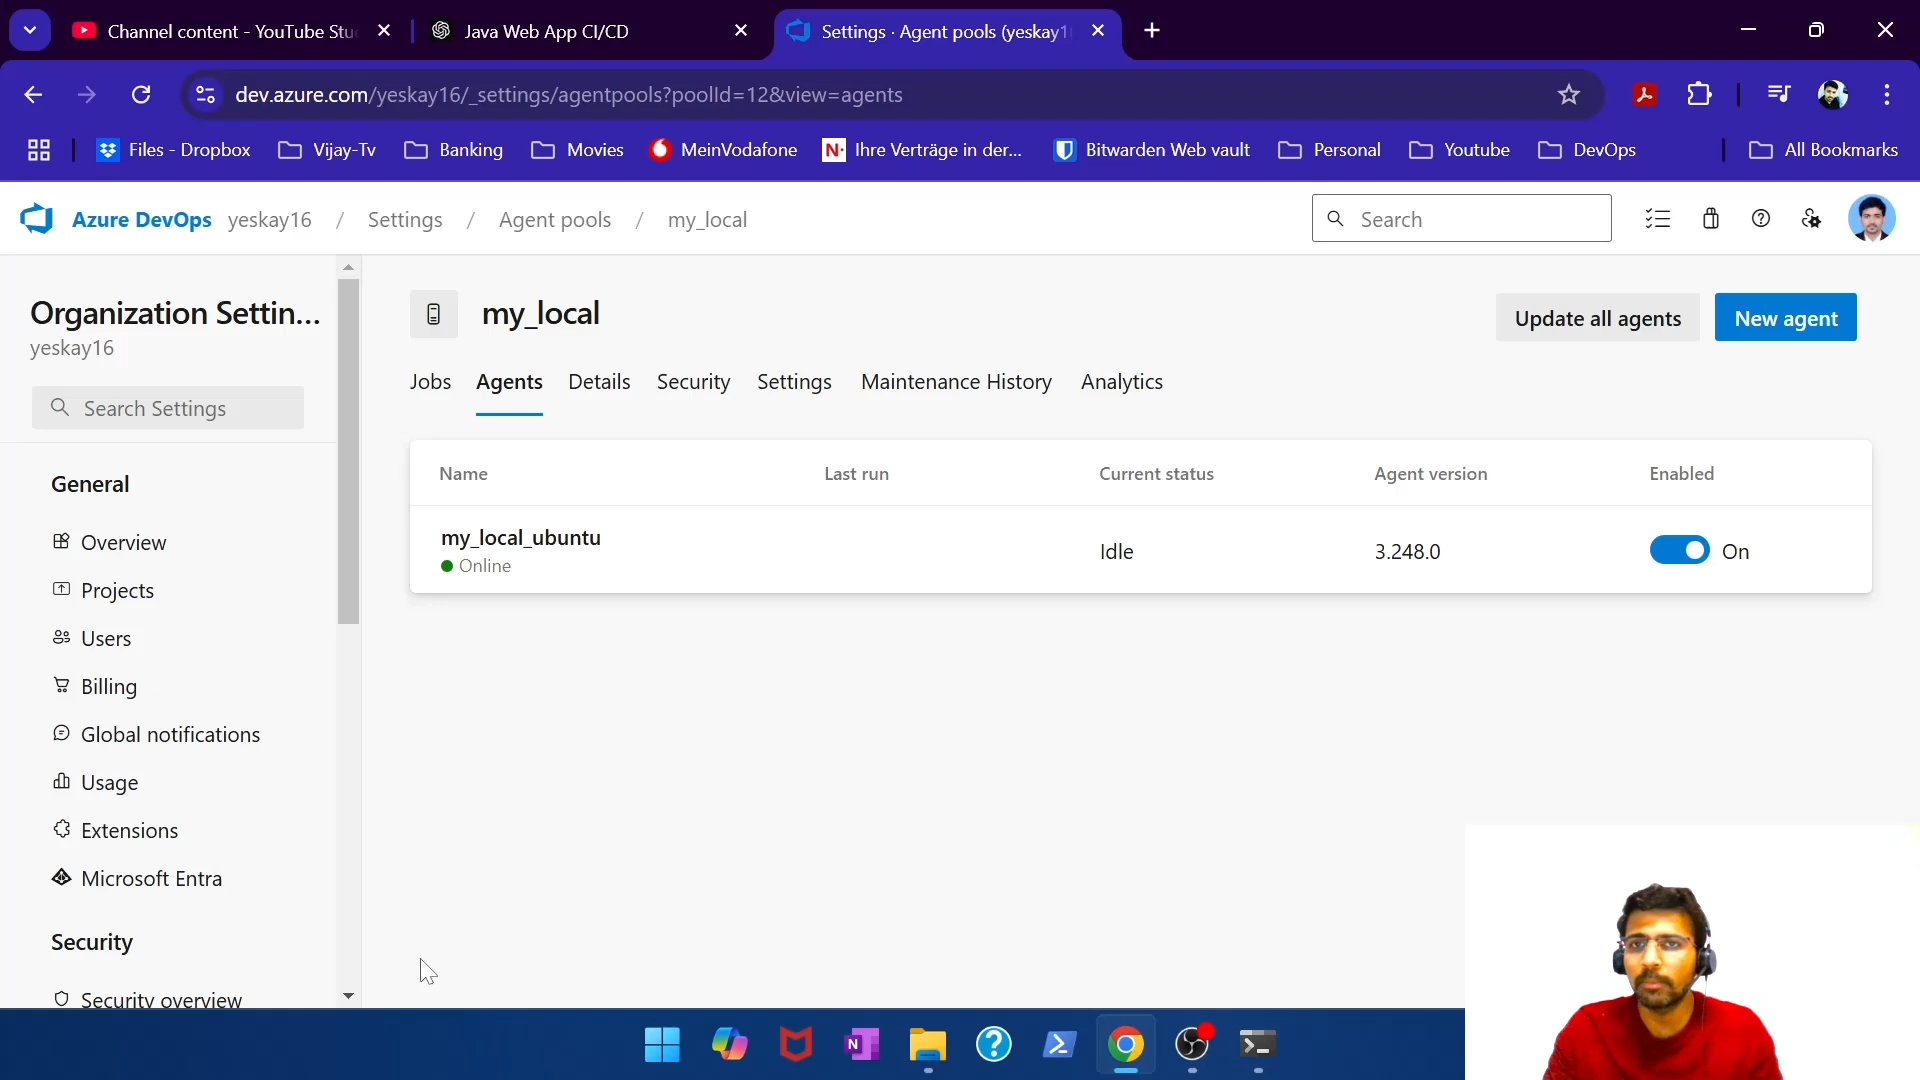 Channel content - YouTube Stu
Java Web App CI/CD
Settings · Agent pools (yeskay1
dev.azure.com/yeskay16/_settings/agentpools?poolId=12&view=agents
Files - Dropbox
Vijay-Tv
Banking
Movies
MeinVodafone
Ihre Verträge in der...
Bitwarden Web vault
Personal
Youtube
DevOps
All Bookmarks
Azure DevOps yeskay16 / Settings / Agent pools / my_local
Search
Organization Settin...
yeskay16
Search Settings
General
Overview
Projects
Users
Billing
Global notifications
Usage
Extensions
Microsoft Entra
Security
Security overview
my_local
Update all agents
New agent
Jobs Agents Details Security Settings Maintenance History Analytics
Name Last run Current status Agent version Enabled
my_local_ubuntu
Online
Idle
3.248.0
On